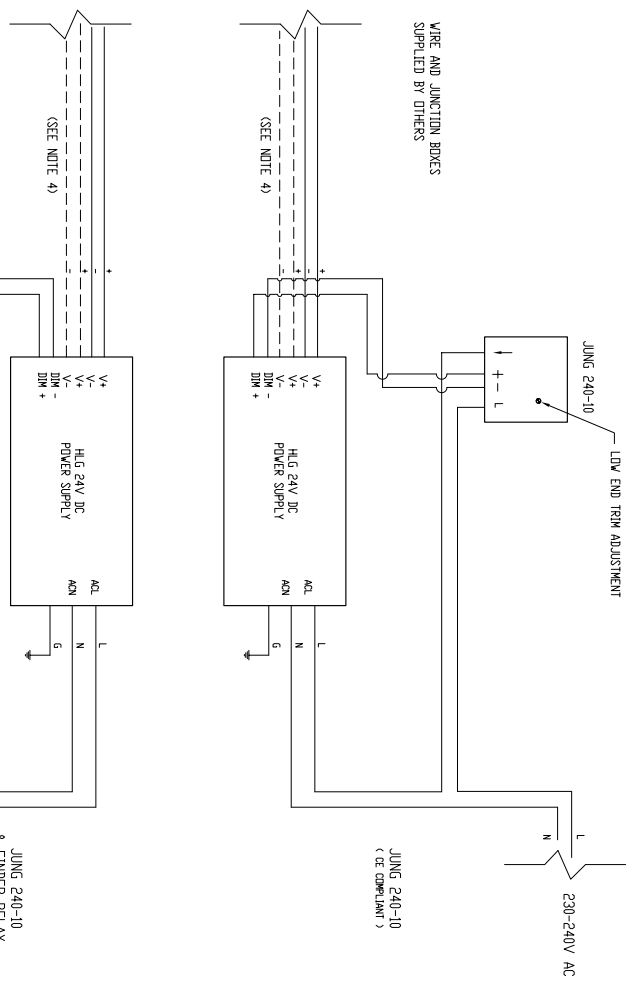 230-240V AC
L
N
LOW END TRIM ADJUSTMENT
JUNG 240-10
↑
+
-
L
JUNG 240-10
( CE COMPLIANT )
L
N
G
ACL
ACN
HLG 24V DC
POWER SUPPLY
V+
V-
V+
V-
DIM -
DIM +
+
-
+
-
(SEE NOTE 4)
WIRE AND JUNCTION BOXES
SUPPLIED BY OTHERS
JUNG 240-10
& FINDER RELAY
L
N
G
ACL
ACN
HLG 24V DC
POWER SUPPLY
V+
V-
V+
V-
DIM -
DIM +
+
-
+
-
(SEE NOTE 4)